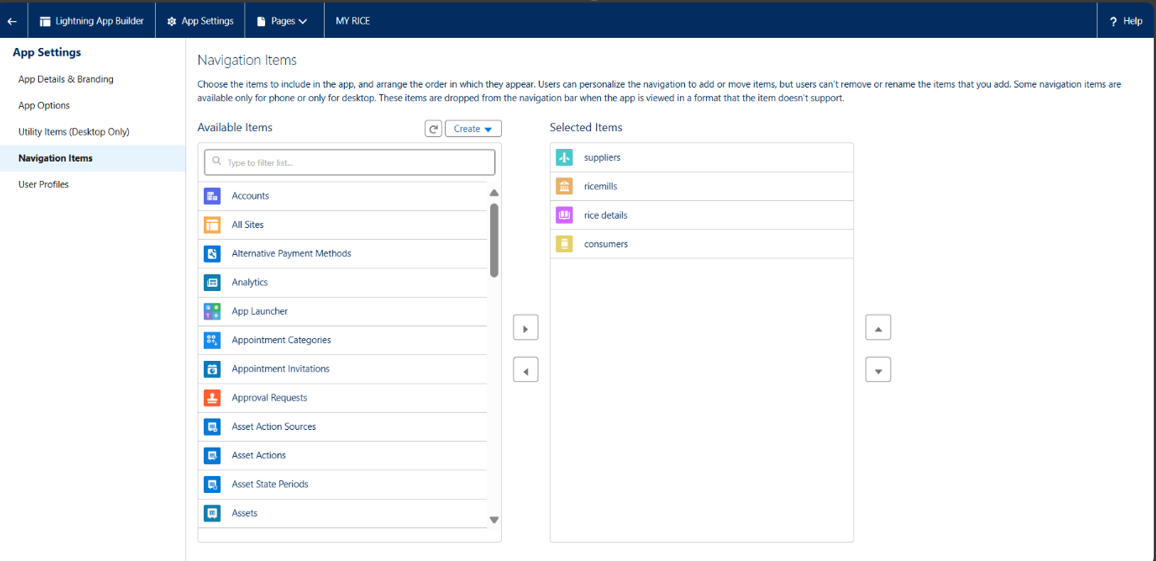 Lightning App Builder
App Settings
Pages
MY RICE
? Help
App Settings
App Details & Branding
App Options
Utility Items (Desktop Only)
Navigation Items
User Profiles
Navigation Items
Choose the items to include in the app, and arrange the order in which they appear. Users can personalize the navigation to add or move items, but users can't remove or rename the items that you add. Some navigation items are
available only for phone or only for desktop. These items are dropped from the navigation bar when the app is viewed in a format that the item doesn't support.
Available Items
Create
Type to filter list...
Accounts
All Sites
Alternative Payment Methods
Analytics
App Launcher
Appointment Categories
Appointment Invitations
Approval Requests
Asset Action Sources
Asset Actions
Asset State Periods
Assets
Selected Items
suppliers
ricemills
rice details
consumers